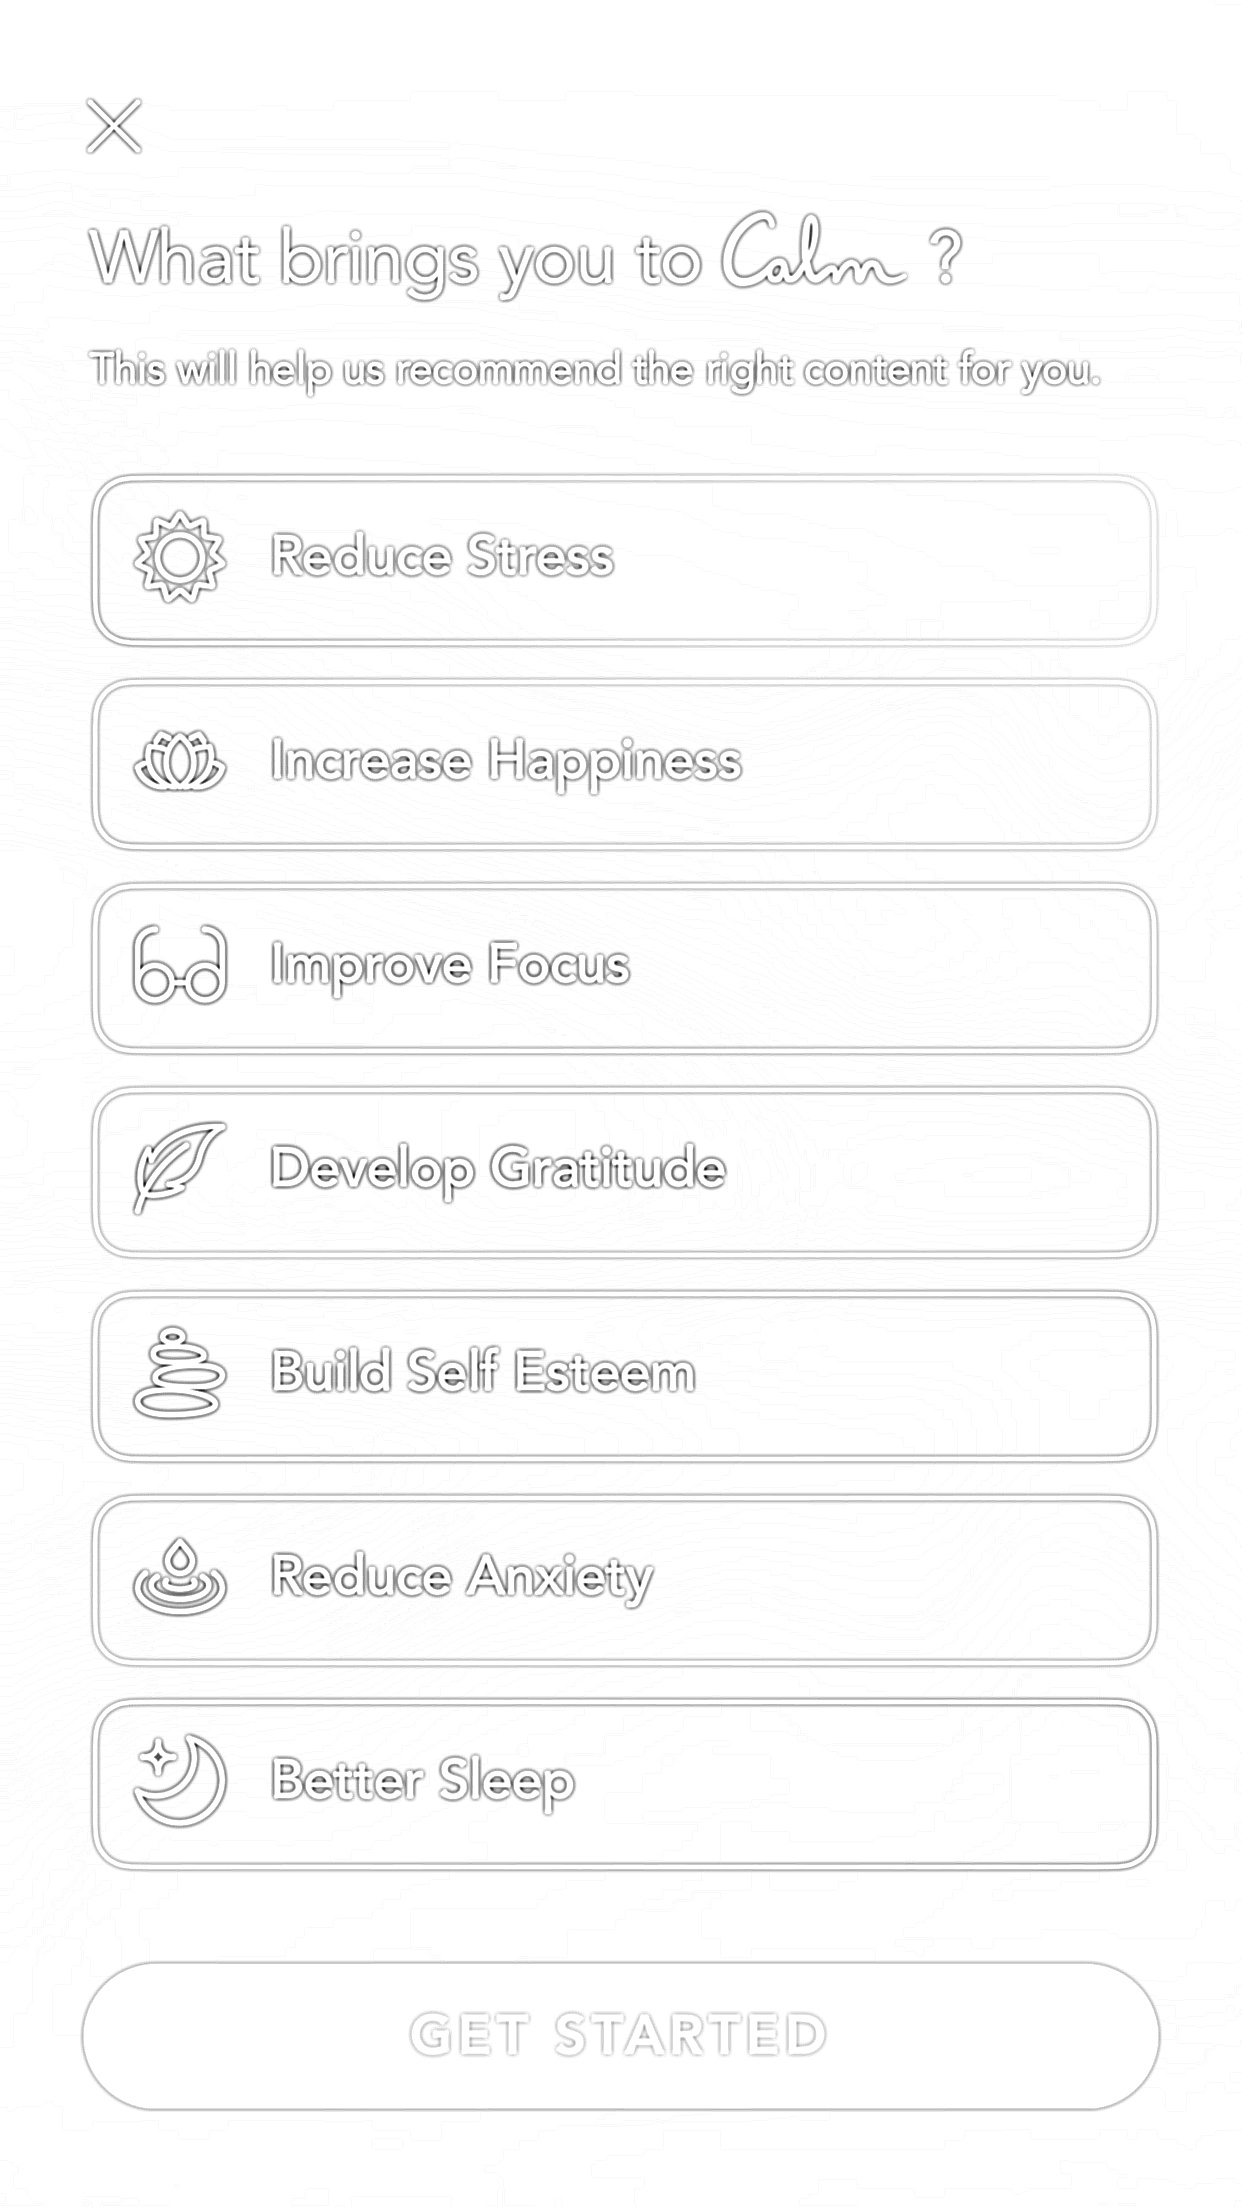 What brings you to Calm ?
This will help us recommend the right content for you.
Reduce Stress
Increase Happiness
Improve Focus
Develop Gratitude
Build Self Esteem
Reduce Anxiety
Better Sleep
GET STARTED